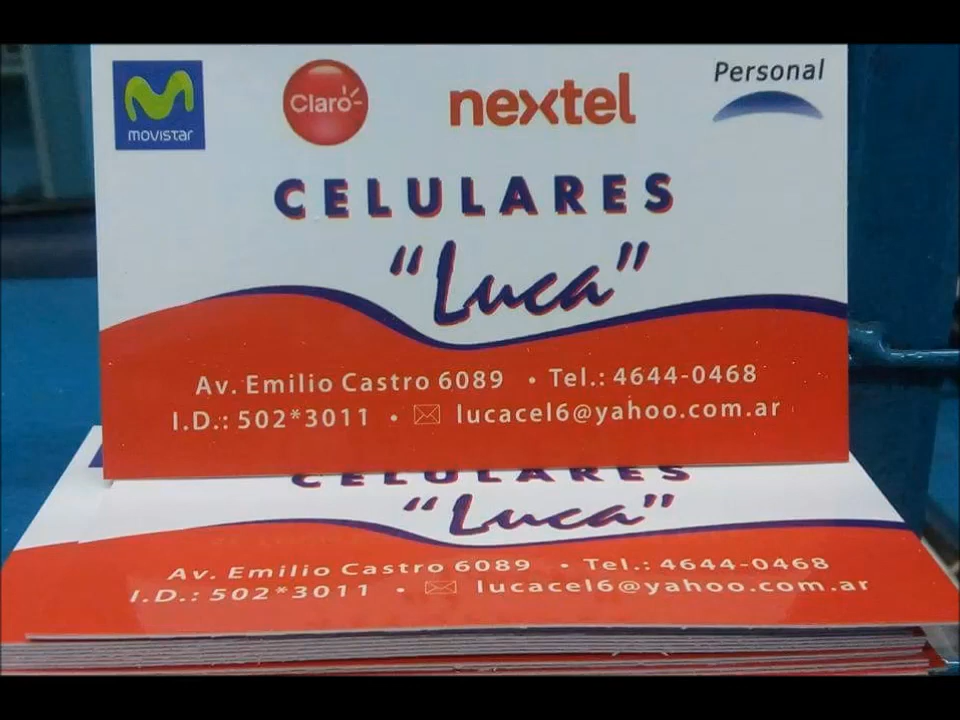 movistar
Claro
nextel
Personal
CELULARES
"Luca"
Av. Emilio Castro 6089 • Tel.: 4644-0468
I.D.: 502*3011 • lucacel6@yahoo.com.ar
CELULARES
"Luca"
Av. Emilio Castro 6089 • Tel.: 4644-0468
I.D.: 502*3011 • lucacel6@yahoo.com.ar